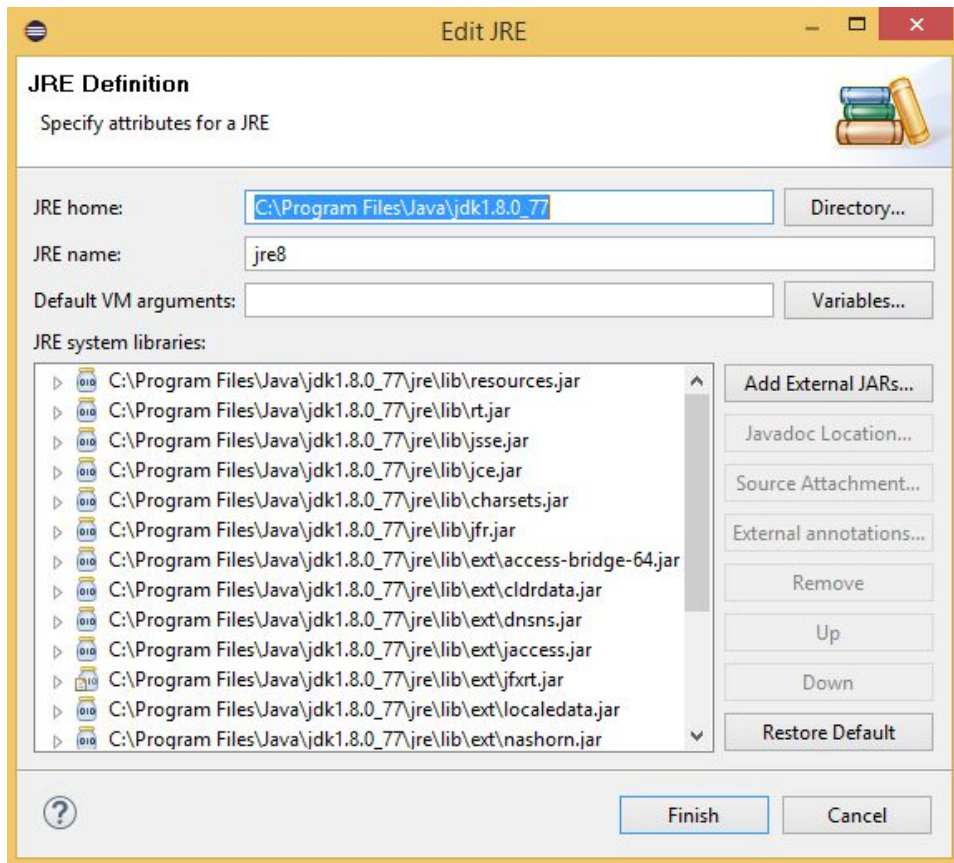 Edit JRE
JRE Definition
Specify attributes for a JRE
JRE home: C:\Program Files\Java\jdk1.8.0_77 Directory...
JRE name: jre8
Default VM arguments: Variables...
JRE system libraries:
C:\Program Files\Java\jdk1.8.0_77\jre\lib\resources.jar Add External JARs...
C:\Program Files\Java\jdk1.8.0_77\jre\lib\rt.jar
C:\Program Files\Java\jdk1.8.0_77\jre\lib\jsse.jar Javadoc Location...
C:\Program Files\Java\jdk1.8.0_77\jre\lib\jce.jar Source Attachment...
C:\Program Files\Java\jdk1.8.0_77\jre\lib\charsets.jar
C:\Program Files\Java\jdk1.8.0_77\jre\lib\jfr.jar External annotations...
C:\Program Files\Java\jdk1.8.0_77\jre\lib\ext\access-bridge-64.jar
C:\Program Files\Java\jdk1.8.0_77\jre\lib\ext\cldrdata.jar Remove
C:\Program Files\Java\jdk1.8.0_77\jre\lib\ext\dnsns.jar Up
C:\Program Files\Java\jdk1.8.0_77\jre\lib\ext\jaccess.jar
C:\Program Files\Java\jdk1.8.0_77\jre\lib\ext\jfxrt.jar Down
C:\Program Files\Java\jdk1.8.0_77\jre\lib\ext\localedata.jar
C:\Program Files\Java\jdk1.8.0_77\jre\lib\ext\nashorn.jar Restore Default
Finish Cancel